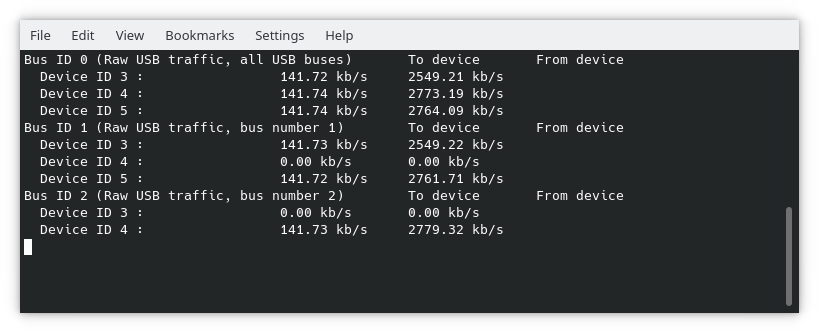 File Edit View Bookmarks Settings Help
Bus ID 0 (Raw USB traffic, all USB buses) To device From device
Device ID 3 : 141.72 kb/s 2549.21 kb/s
Device ID 4 : 141.74 kb/s 2773.19 kb/s
Device ID 5 : 141.74 kb/s 2764.09 kb/s
Bus ID 1 (Raw USB traffic, bus number 1) To device From device
Device ID 3 : 141.73 kb/s 2549.22 kb/s
Device ID 4 : 0.00 kb/s 0.00 kb/s
Device ID 5 : 141.72 kb/s 2761.71 kb/s
Bus ID 2 (Raw USB traffic, bus number 2) To device From device
Device ID 3 : 0.00 kb/s 0.00 kb/s
Device ID 4 : 141.73 kb/s 2779.32 kb/s